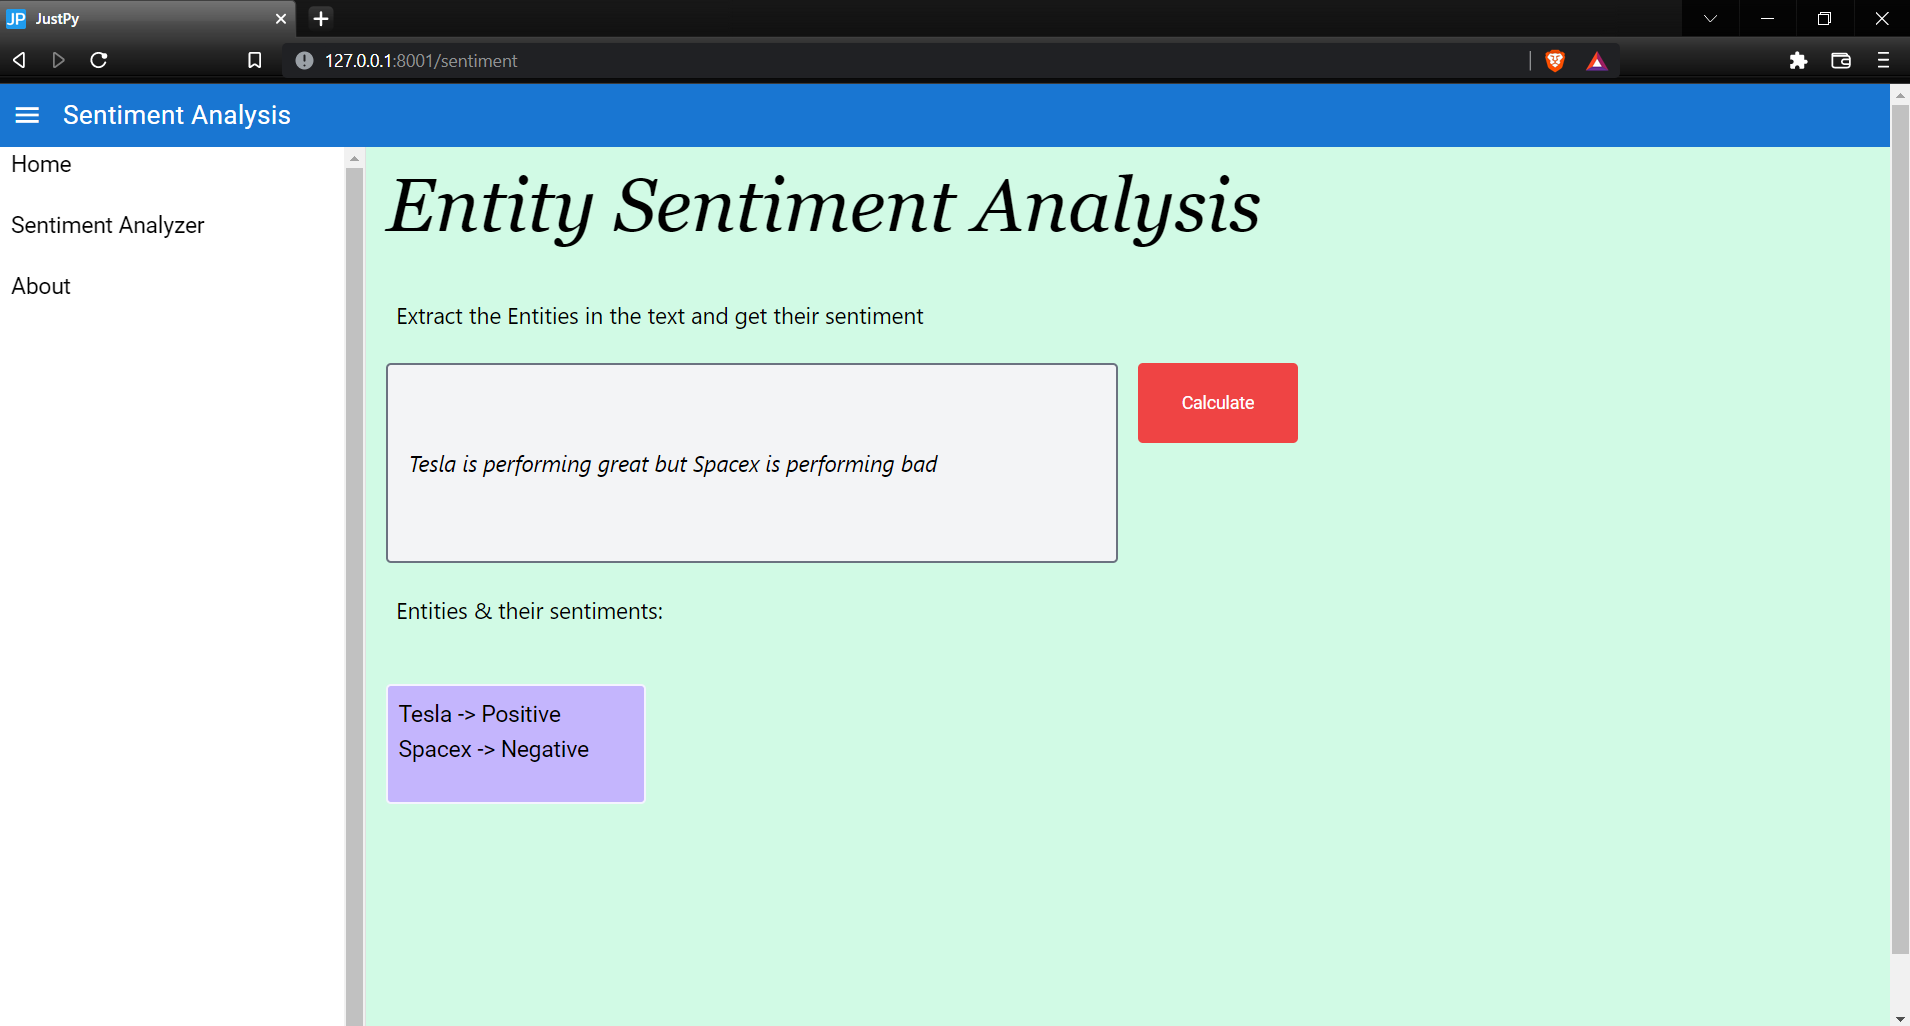 JP JustPy
127.0.0.1:8001/sentiment
Sentiment Analysis
Home
Sentiment Analyzer
About
Entity Sentiment Analysis
Extract the Entities in the text and get their sentiment
Tesla is performing great but Spacex is performing bad
Calculate
Entities & their sentiments:
Tesla -> Positive
Spacex -> Negative